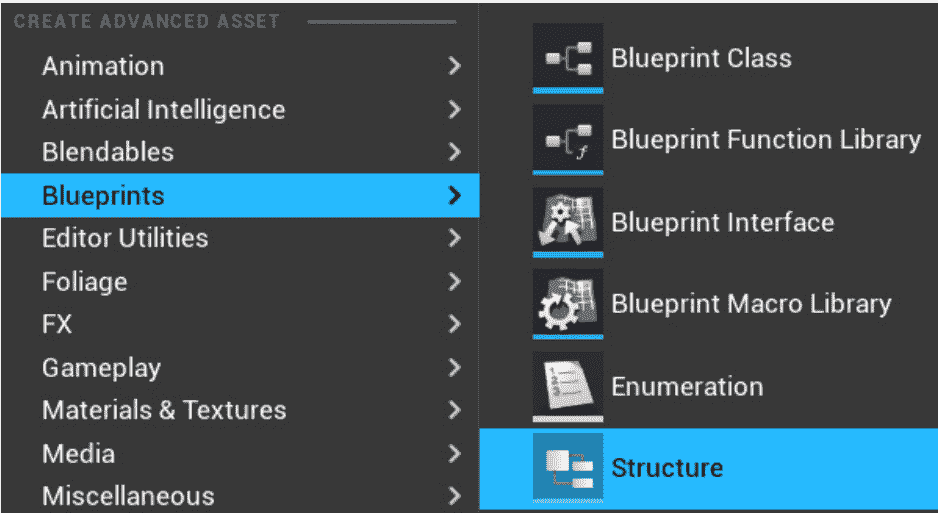 CREATE ADVANCED ASSET
Animation
Artificial Intelligence
Blendables
Blueprints
Editor Utilities
Foliage
FX
Gameplay
Materials & Textures
Media
Miscellaneous
Blueprint Class
Blueprint Function Library
Blueprint Interface
Blueprint Macro Library
Enumeration
Structure